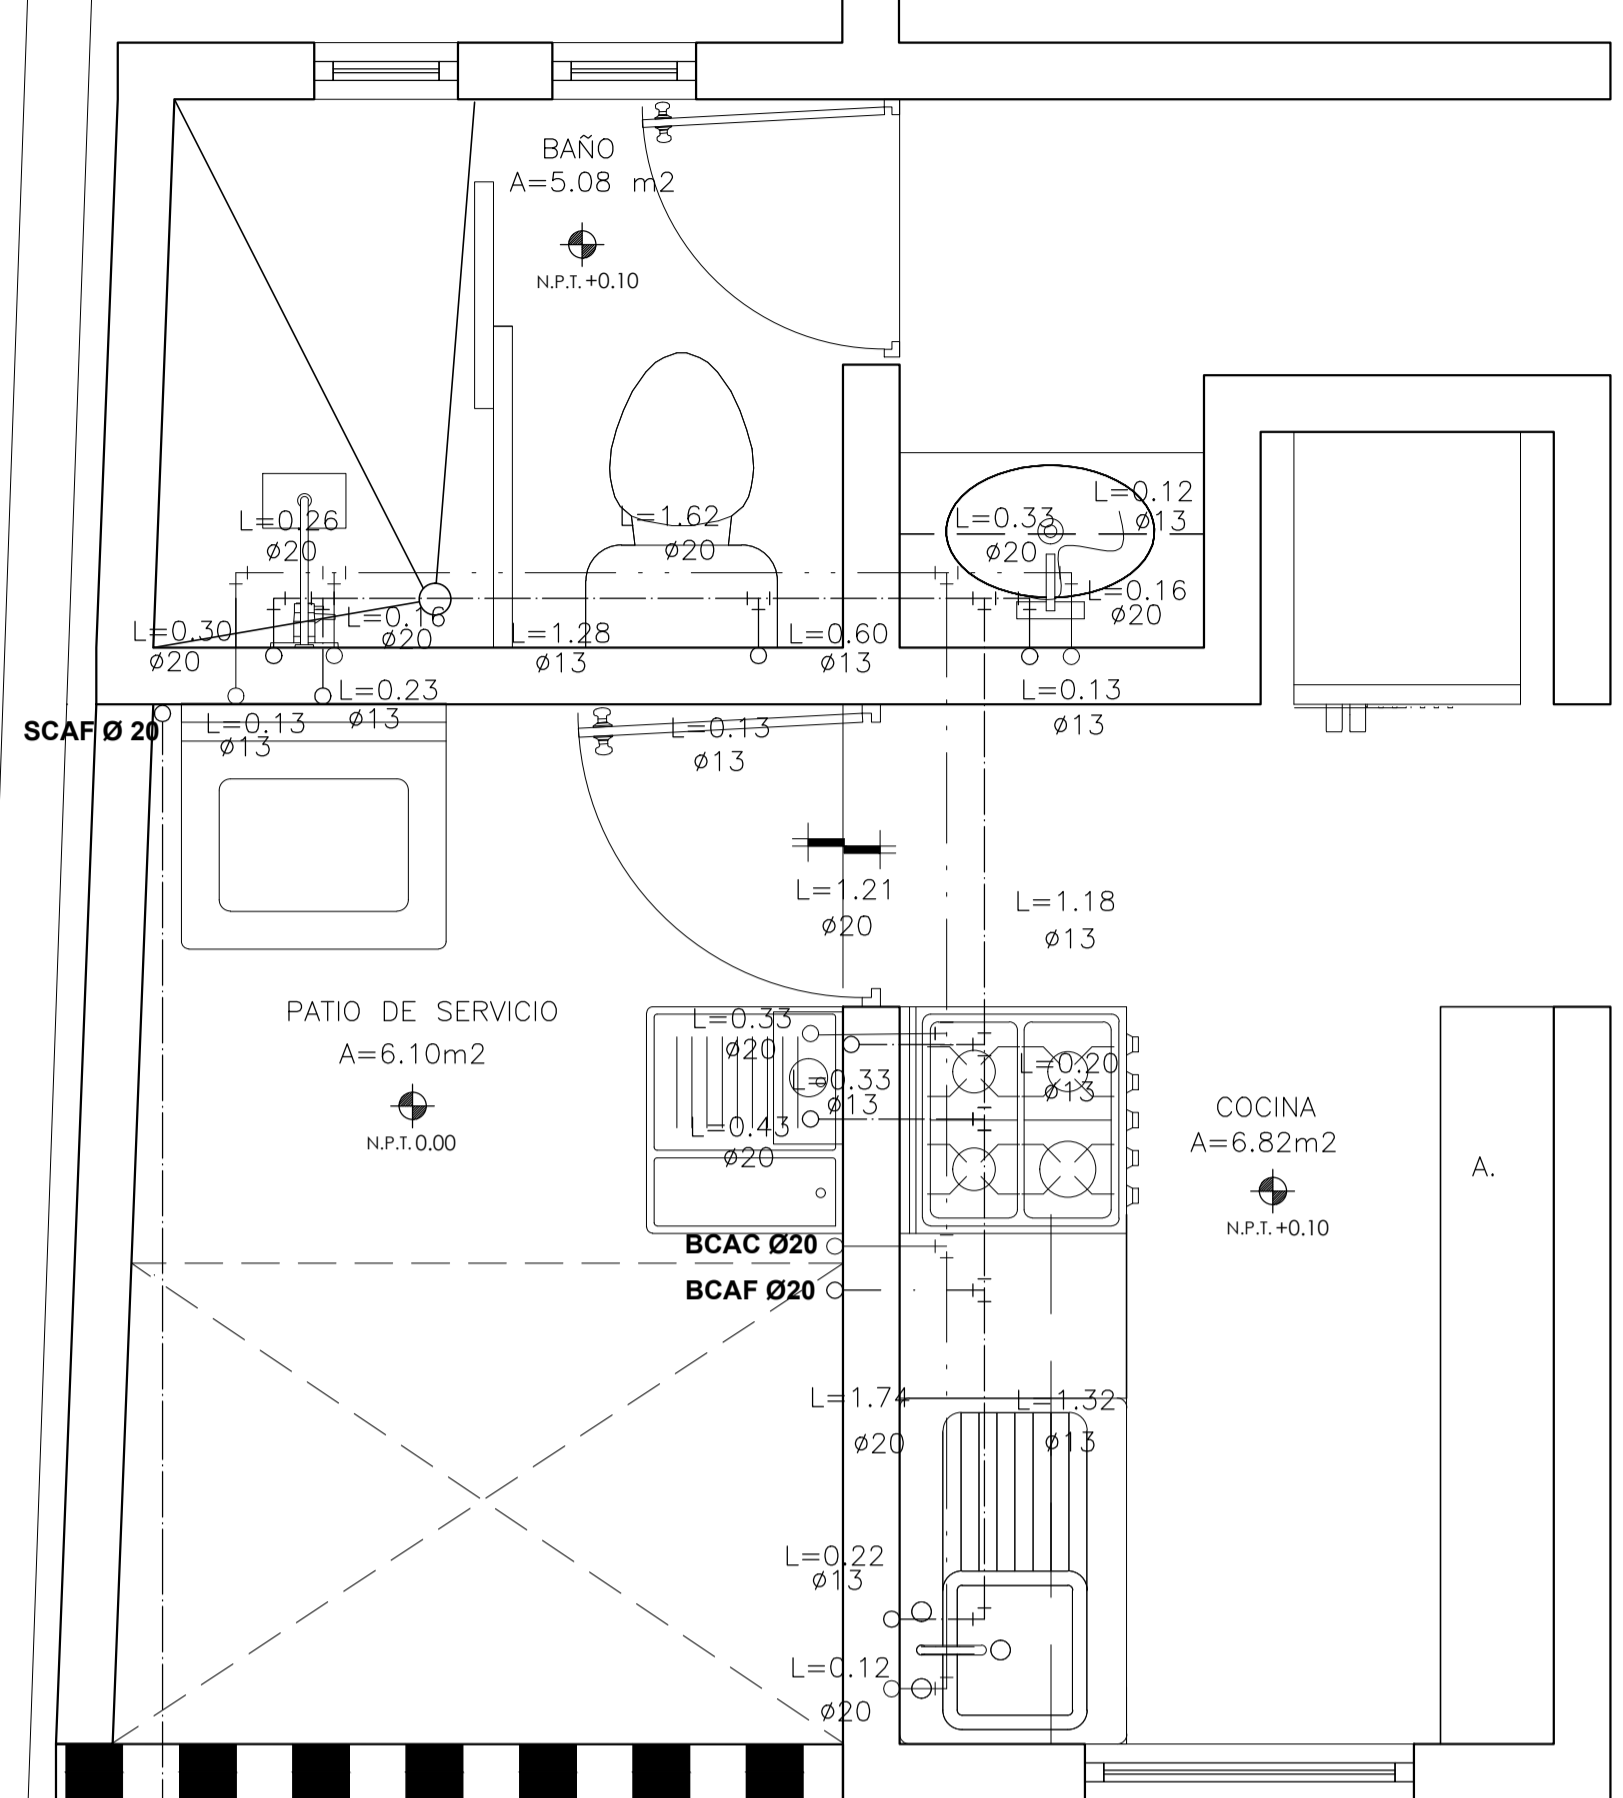 BAÑO
A=5.08 m2
N.P.T. +0.10
L=0.12
ø13
L=0.26
ø20
L=1.62
ø20
L=0.33
ø20
L=0.16
ø20
L=0.30
ø20
L=0.16
ø20
L=1.28
ø13
L=0.60
ø13
L=0.23
ø13
L=0.13
ø13
SCAF Ø 20
L=0.13
ø13
L=0.13
ø13
L=1.21
ø20
L=1.18
ø13
PATIO DE SERVICIO
A=6.10m2
N.P.T. 0.00
L=0.33
ø20
L=0.33
ø13
L=0.20
ø13
L=0.43
ø20
COCINA
A=6.82m2
N.P.T. +0.10
A.
BCAC Ø20
BCAF Ø20
L=1.74
ø20
L=1.32
ø13
L=0.22
ø13
L=0.12
ø20